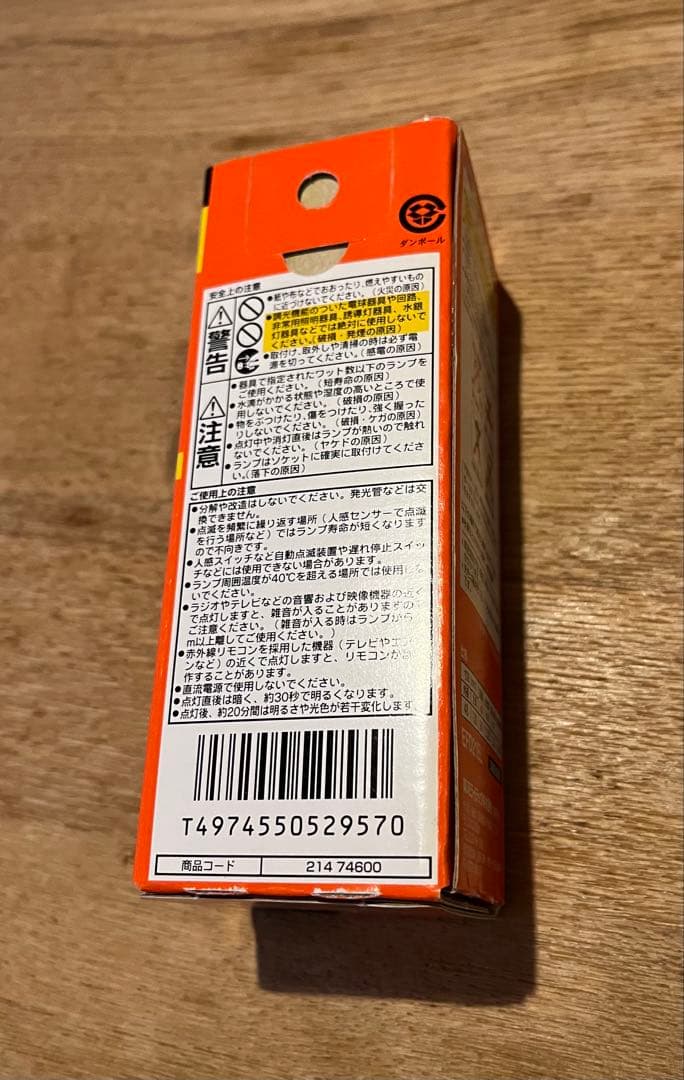 ダンボール
安全上の注意
警告
●紙や布などでおおったり、燃えやすいもの
に近づけないでください。(火災の原因)
●調光機能のついた電球器具や回路、
非常用照明器具、誘導灯器具、水銀
灯器具などでは絶対に使用しないで
ください。(破損・発煙の原因)
●取付け、取外しや清掃の時は必ず電
源を切ってください。(感電の原因)
注意
●器具で指定されたワット数以下のランプを
ご使用ください。(短寿命の原因)
●水滴がかかる状態や湿度の高いところで使
用しないでください。(破損の原因)
●物をぶつけたり、傷をつけたり、強く握った
りしないでください。(破損・ケガの原因)
●点灯中や消灯直後はランプが熱いので触れ
ないでください。(ヤケドの原因)
●ランプはソケットに確実に取付けてくださ
い。(落下の原因)
ご使用上の注意
●分解や改造はしないでください。発光管などは交
換できません。
●点滅を頻繁に繰り返す場所(人感センサーで点滅
を行う場所など)ではランプ寿命が短くなります
ので不向きです。
●人感スイッチなど自動点滅装置や遅れ停止スイッ
チなどには使用できない場合があります。
●ランプ周囲温度が40℃を超える場所では使用しな
いでください。
●ラジオやテレビなどの音響および映像機器の近く
で点灯しますと、雑音が入ることがありますの
ご注意ください。(雑音が入る時はランプから
m以上離してご使用ください。)
●赤外線リモコンを採用した機器(テレビやエアコ
ンなど)の近くで点灯しますと、リモコンが
作することがあります。
●直流電源で使用しないでください。
●点灯直後は暗く、約30秒で明るくなります。
●点灯後、約20分間は明るさや光色が若干変化します
T4974550529570
商品コード 214 74600